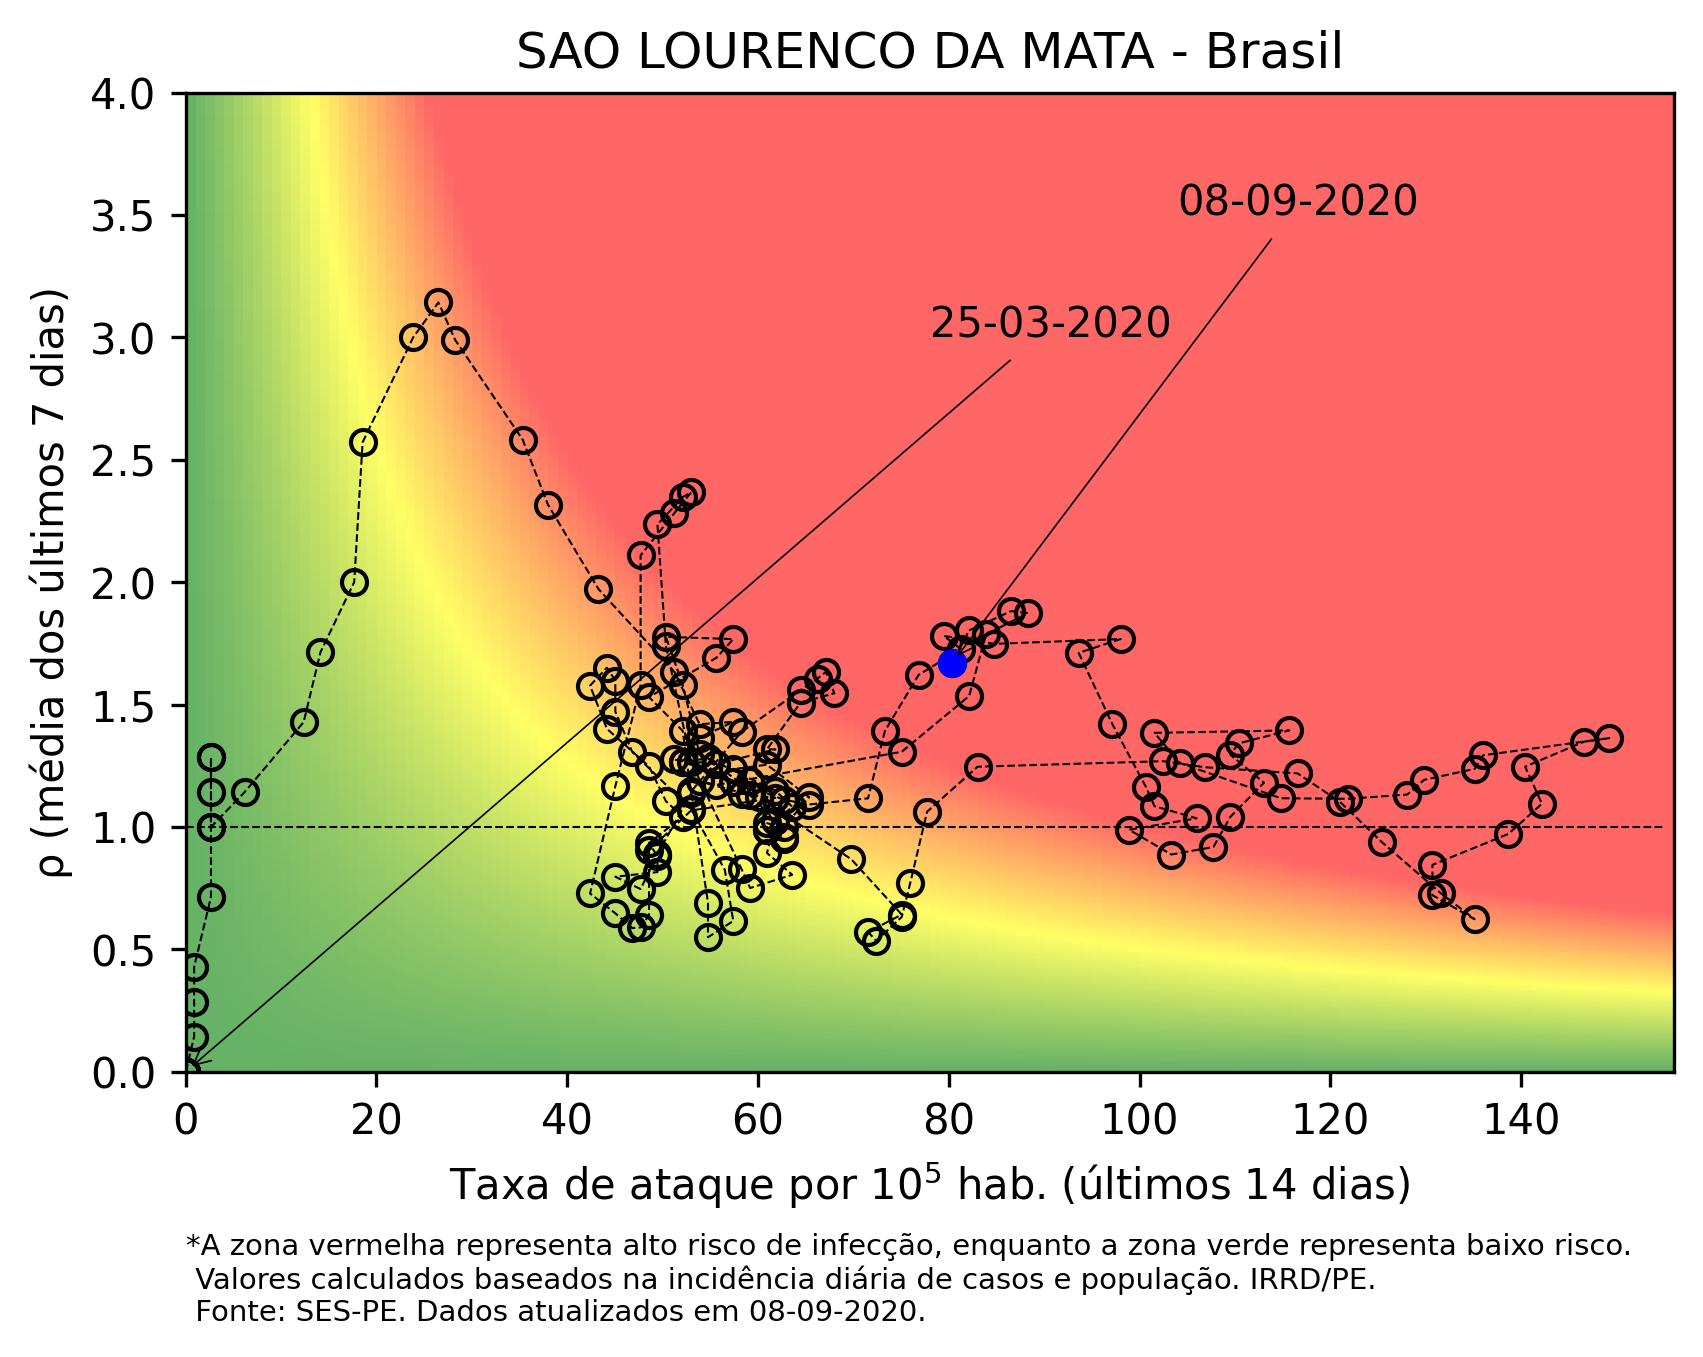 SAO LOURENCO DA MATA - Brasil
4.0
3.5
3.0
2.5
2.0
1.5
1.0
0.5
0.0
ρ (média dos últimos 7 dias)
08-09-2020
25-03-2020
0 20 40 60 80 100 120 140
Taxa de ataque por 10⁵ hab. (últimos 14 dias)
*A zona vermelha representa alto risco de infecção, enquanto a zona verde representa baixo risco.
Valores calculados baseados na incidência diária de casos e população. IRRD/PE.
Fonte: SES-PE. Dados atualizados em 08-09-2020.